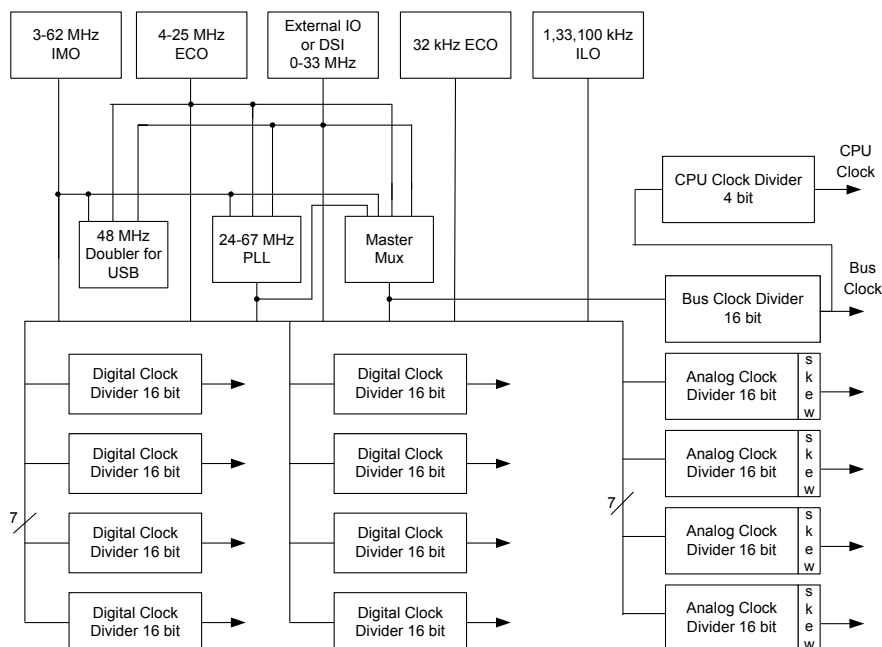 3-62 MHz
IMO
4-25 MHz
ECO
External IO
or DSI
0-33 MHz
32 kHz ECO
1,33,100 kHz
ILO
CPU Clock Divider
4 bit
CPU
Clock
48 MHz
Doubler for
USB
24-67 MHz
PLL
Master
Mux
Bus Clock Divider
16 bit
Bus
Clock
Digital Clock
Divider 16 bit
Digital Clock
Divider 16 bit
Analog Clock
Divider 16 bit
s
k
e
w
Digital Clock
Divider 16 bit
Digital Clock
Divider 16 bit
Analog Clock
Divider 16 bit
s
k
e
w
7
7
Digital Clock
Divider 16 bit
Digital Clock
Divider 16 bit
Analog Clock
Divider 16 bit
s
k
e
w
Digital Clock
Divider 16 bit
Digital Clock
Divider 16 bit
Analog Clock
Divider 16 bit
s
k
e
w